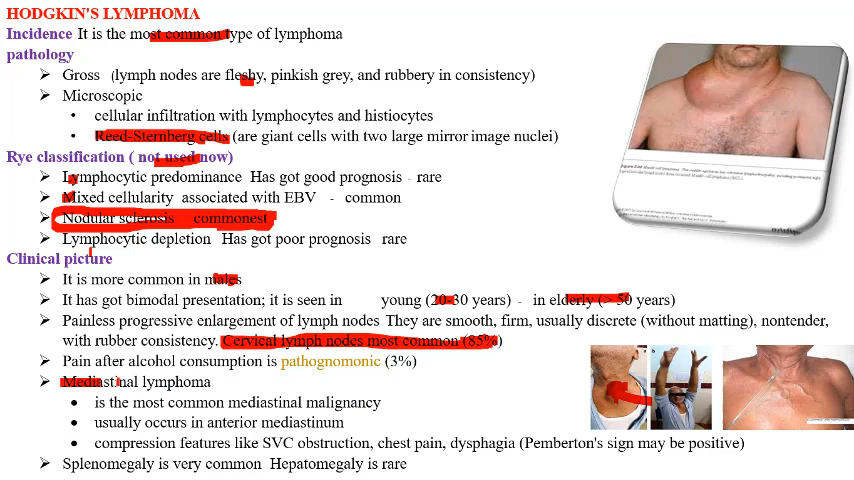 HODGKIN'S LYMPHOMA
Incidence It is the most common type of lymphoma
pathology
Gross (lymph nodes are fleshy, pinkish grey, and rubbery in consistency)
Microscopic
cellular infiltration with lymphocytes and histiocytes
Reed-Sternberg cells (are giant cells with two large mirror image nuclei)
Rye classification ( not used now)
Lymphocytic predominance Has got good prognosis - rare
Mixed cellularity associated with EBV - common
Nodular sclerosis commonest
Lymphocytic depletion Has got poor prognosis rare
Clinical picture
It is more common in males
It has got bimodal presentation; it is seen in young (20-30 years) - in elderly (> 50 years)
Painless progressive enlargement of lymph nodes They are smooth, firm, usually discrete (without matting), nontender,
with rubber consistency. Cervical lymph nodes most common (85%)
Pain after alcohol consumption is pathognomonic (3%)
Mediastinal lymphoma
is the most common mediastinal malignancy
usually occurs in anterior mediastinum
compression features like SVC obstruction, chest pain, dysphagia (Pemberton's sign may be positive)
Splenomegaly is very common Hepatomegaly is rare